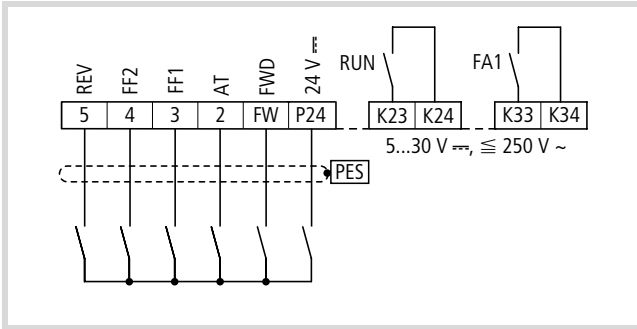 REV FF2 FF1 AT FWD 24 V ⎓
RUN
FA1
5 4 3 2 FW P24
K23 K24
K33 K34
5...30 V ⎓, ≦ 250 V ~
PES